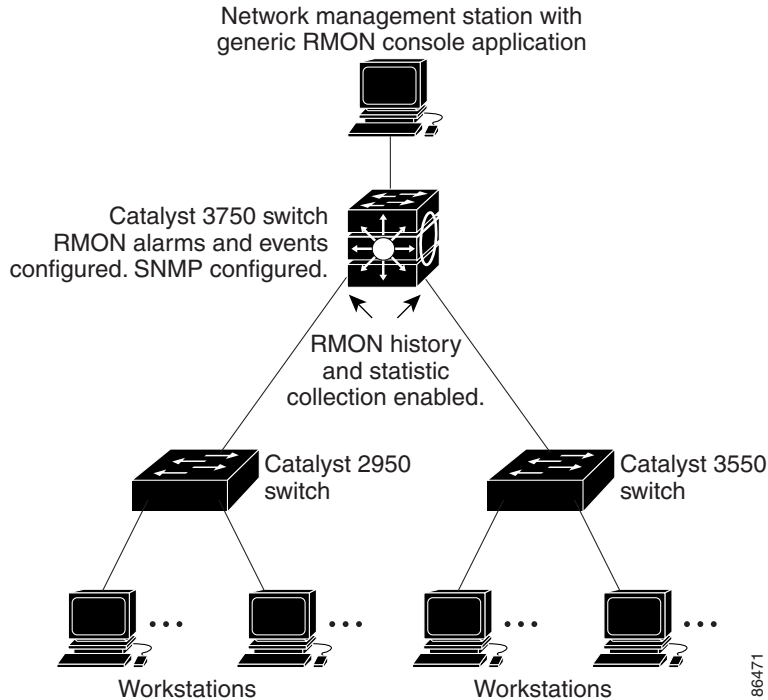 Network management station with
generic RMON console application
Catalyst 3750 switch
RMON alarms and events
configured. SNMP configured.
RMON history
and statistic
collection enabled.
Catalyst 2950
switch
Catalyst 3550
switch
Workstations
Workstations
86471